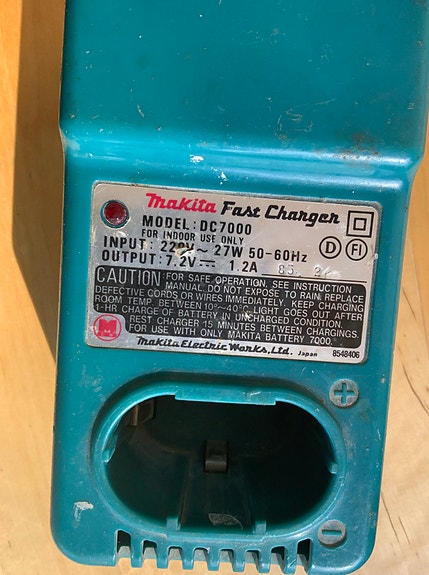 Makita Fast Charger
MODEL: DC7000
FOR INDOOR USE ONLY
INPUT: 220V~ 27W 50-60Hz
D FI
OUTPUT: 7.2V⎓ 1.2A 85.
CAUTION: FOR SAFE OPERATION, SEE INSTRUCTION
MANUAL. DO NOT EXPOSE TO RAIN. REPLACE
DEFECTIVE CORDS OR WIRES IMMEDIATELY. KEEP CHARGING
ROOM TEMP. BETWEEN 10°-40° LIGHT GOES OUT AFTER
1-HR CHARGE OF BATTERY IN UNCHARGED CONDITION.
REST CHARGER 15 MINUTES BETWEEN CHARGINGS.
FOR USE WITH ONLY MAKITA BATTERY 7000.
M
Makita Electric Works, Ltd. Japan 8548406
+
−